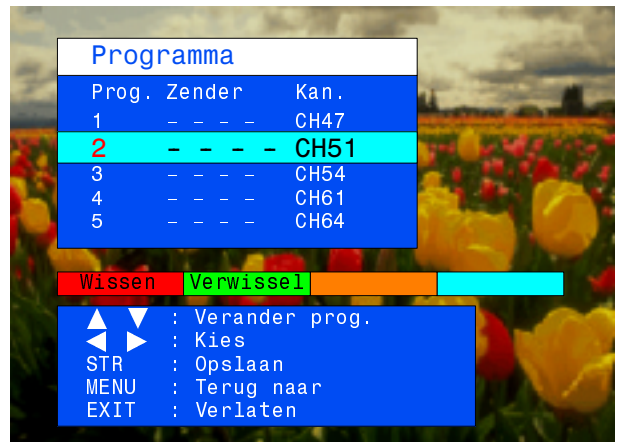 Programma
Prog. Zender Kan.
1 – – – – CH47
2 – – – – CH51
3 – – – – CH54
4 – – – – CH61
5 – – – – CH64
Wissen Verwissel
▲ ▼ : Verander prog.
◀ ▶ : Kies
STR : Opslaan
MENU : Terug naar
EXIT : Verlaten